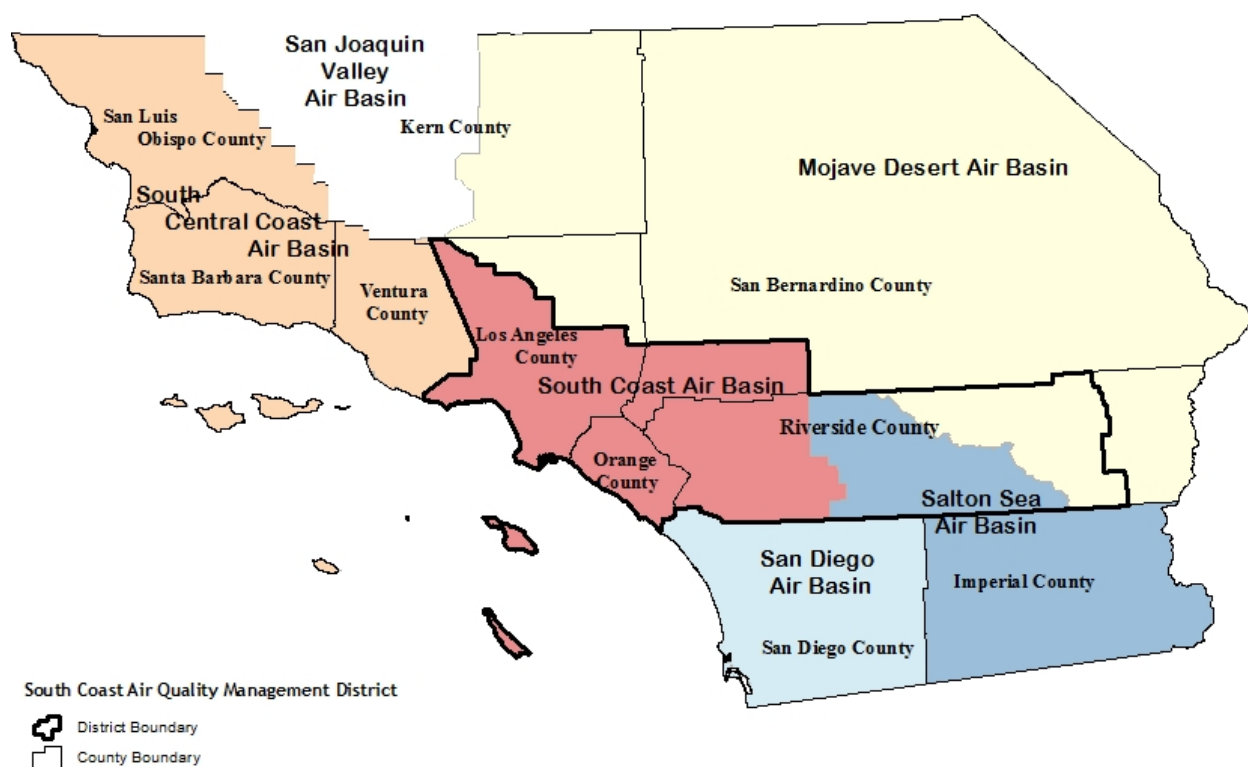 San Joaquin
Valley
Air Basin
San Luis
Obispo County
Kern County
Mojave Desert Air Basin
South
Central Coast
Air Basin
Santa Barbara County
Ventura
County
San Bernardino County
Los Angeles
County
South Coast Air Basin
Riverside County
Orange
County
Salton Sea
Air Basin
San Diego
Air Basin
Imperial County
San Diego County
South Coast Air Quality Management District
District Boundary
County Boundary